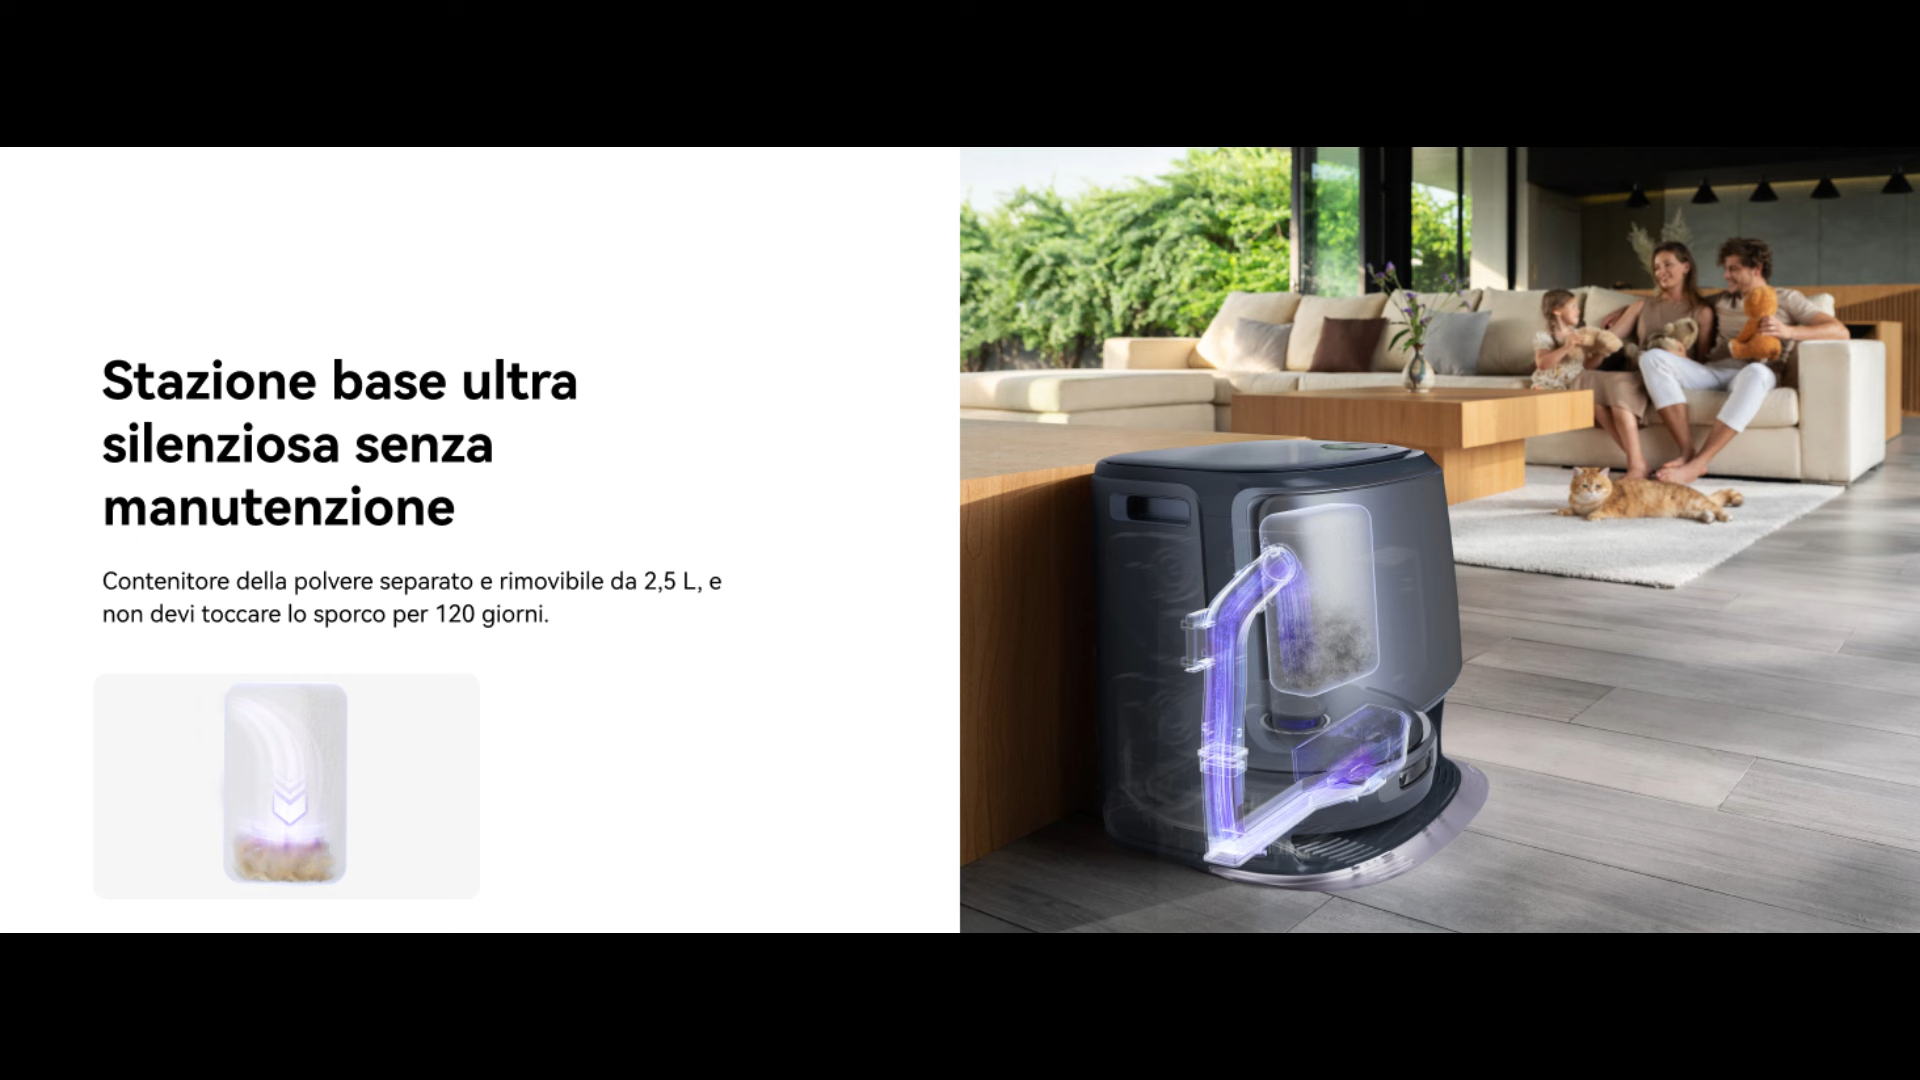 Stazione base ultra
silenziosa senza
manutenzione
Contenitore della polvere separato e rimovibile da 2,5 L, e
non devi toccare lo sporco per 120 giorni.